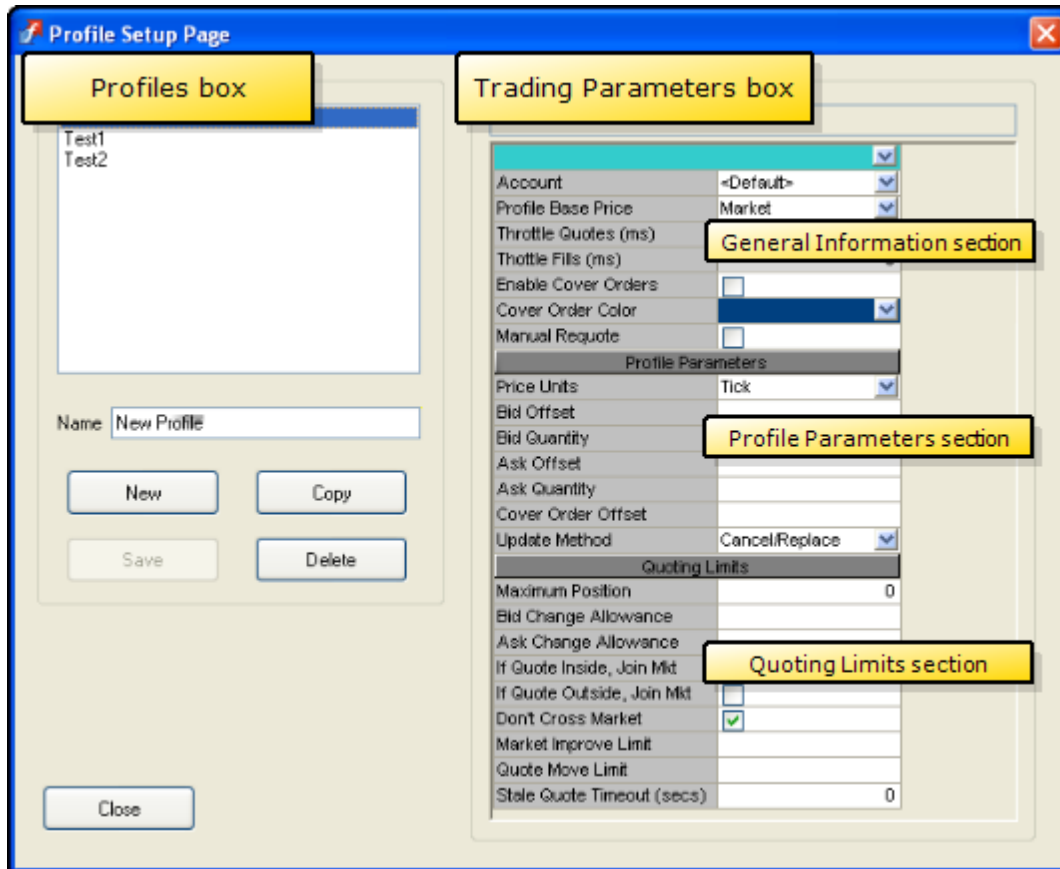 Profile Setup Page
Profiles box
Test1
Test2
Name New Profile
New Copy
Save Delete
Close
Trading Parameters box
Account <Default>
Profile Base Price Market
Throttle Quotes (ms)
General Information section
Thottle Fills (ms)
Enable Cover Orders
Cover Order Color
Manual Requote
Profile Parameters
Price Units Tick
Bid Offset
Bid Quantity
Profile Parameters section
Ask Offset
Ask Quantity
Cover Order Offset
Update Method Cancel/Replace
Quoting Limits
Maximum Position 0
Bid Change Allowance
Ask Change Allowance
If Quote Inside, Join Mkt
Quoting Limits section
If Quote Outside, Join Mkt
Don't Cross Market
Market Improve Limit
Quote Move Limit
Stale Quote Timeout (secs) 0